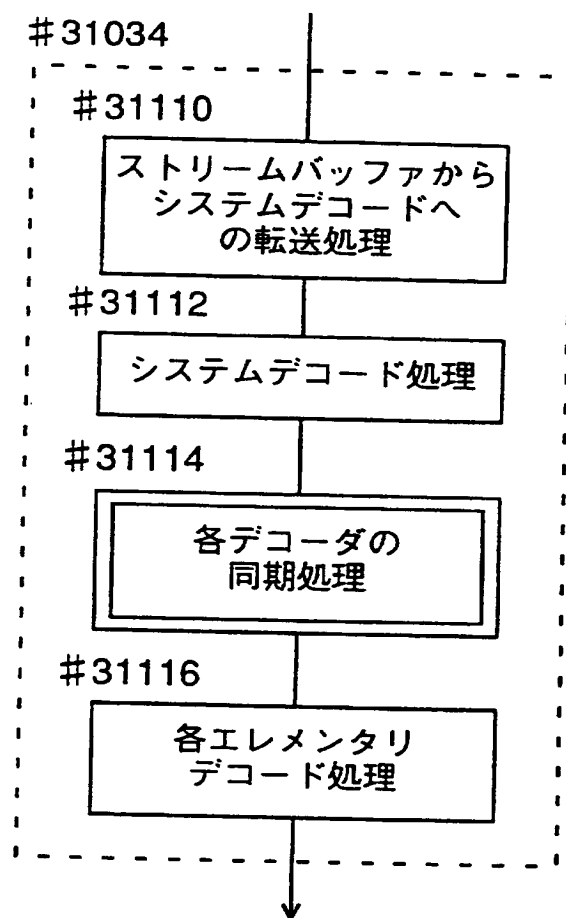 #31034
#31110
ストリームバッファから
システムデコードへ
の転送処理
#31112
システムデコード処理
#31114
各デコーダの
同期処理
#31116
各エレメンタリ
デコード処理